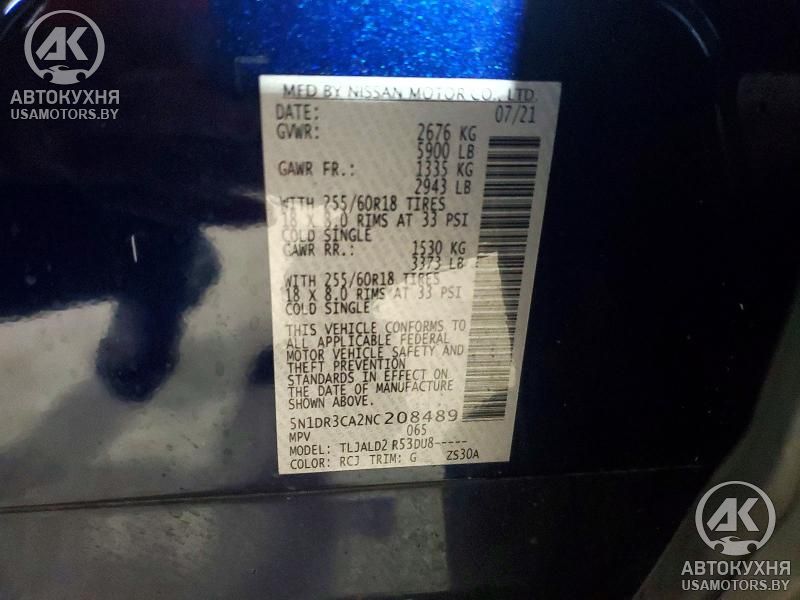 AK
АВТОКУХНЯ
USAMOTORS.BY
MFD BY NISSAN MOTOR CO., LTD.
DATE: 07/21
GVWR: 2676 KG
5900 LB
GAWR FR.: 1335 KG
2943 LB
WITH 255/60R18 TIRES
18 X 8.0 RIMS AT 33 PSI
COLD SINGLE
GAWR RR.: 1530 KG
3373 LB
WITH 255/60R18 TIRES
18 X 8.0 RIMS AT 33 PSI
COLD SINGLE
THIS VEHICLE CONFORMS TO
ALL APPLICABLE FEDERAL
MOTOR VEHICLE SAFETY AND
THEFT PREVENTION
STANDARDS IN EFFECT ON
THE DATE OF MANUFACTURE
SHOWN ABOVE.
5N1DR3CA2NC208489
MPV 065
MODEL: TLJALD2 R53DU8-----
COLOR: RCJ TRIM: G ZS30A
AK
АВТОКУХНЯ
USAMOTORS.BY